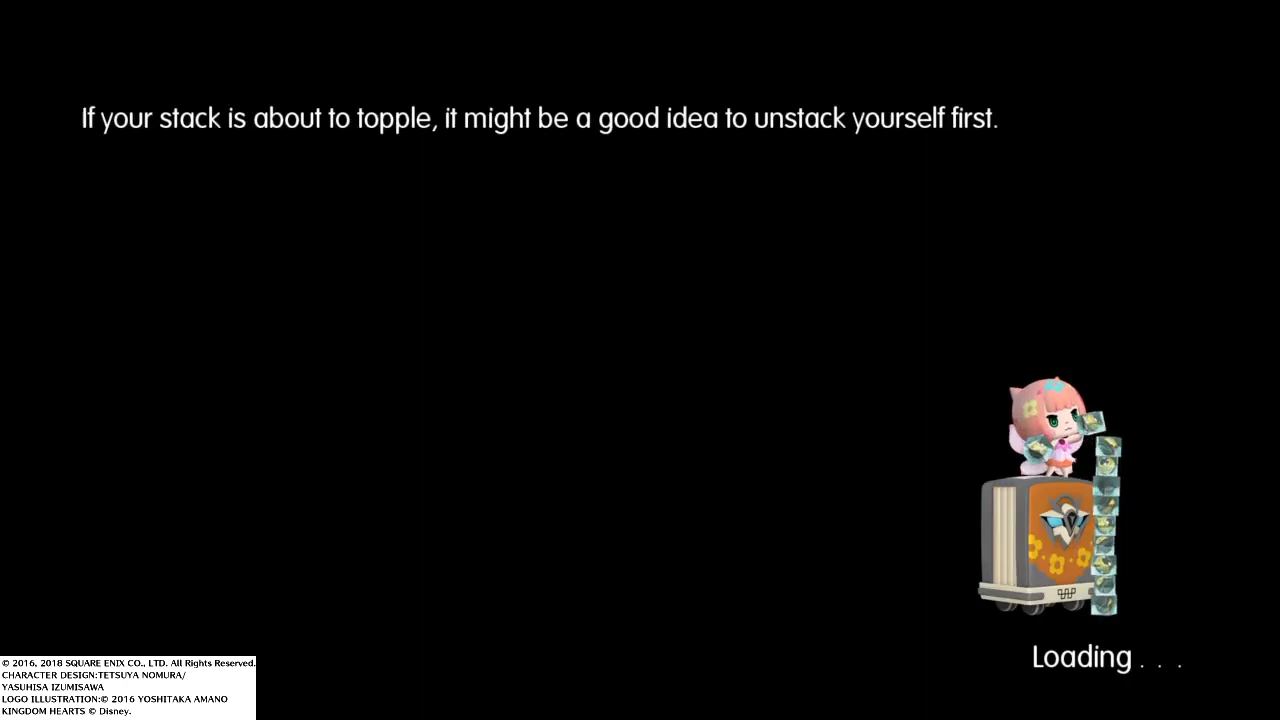 If your stack is about to topple, it might be a good idea to unstack yourself first.
Loading . . .
© 2016, 2018 SQUARE ENIX CO., LTD. All Rights Reserved.
CHARACTER DESIGN:TETSUYA NOMURA/
YASUHISA IZUMISAWA
LOGO ILLUSTRATION:© 2016 YOSHITAKA AMANO
KINGDOM HEARTS © Disney.